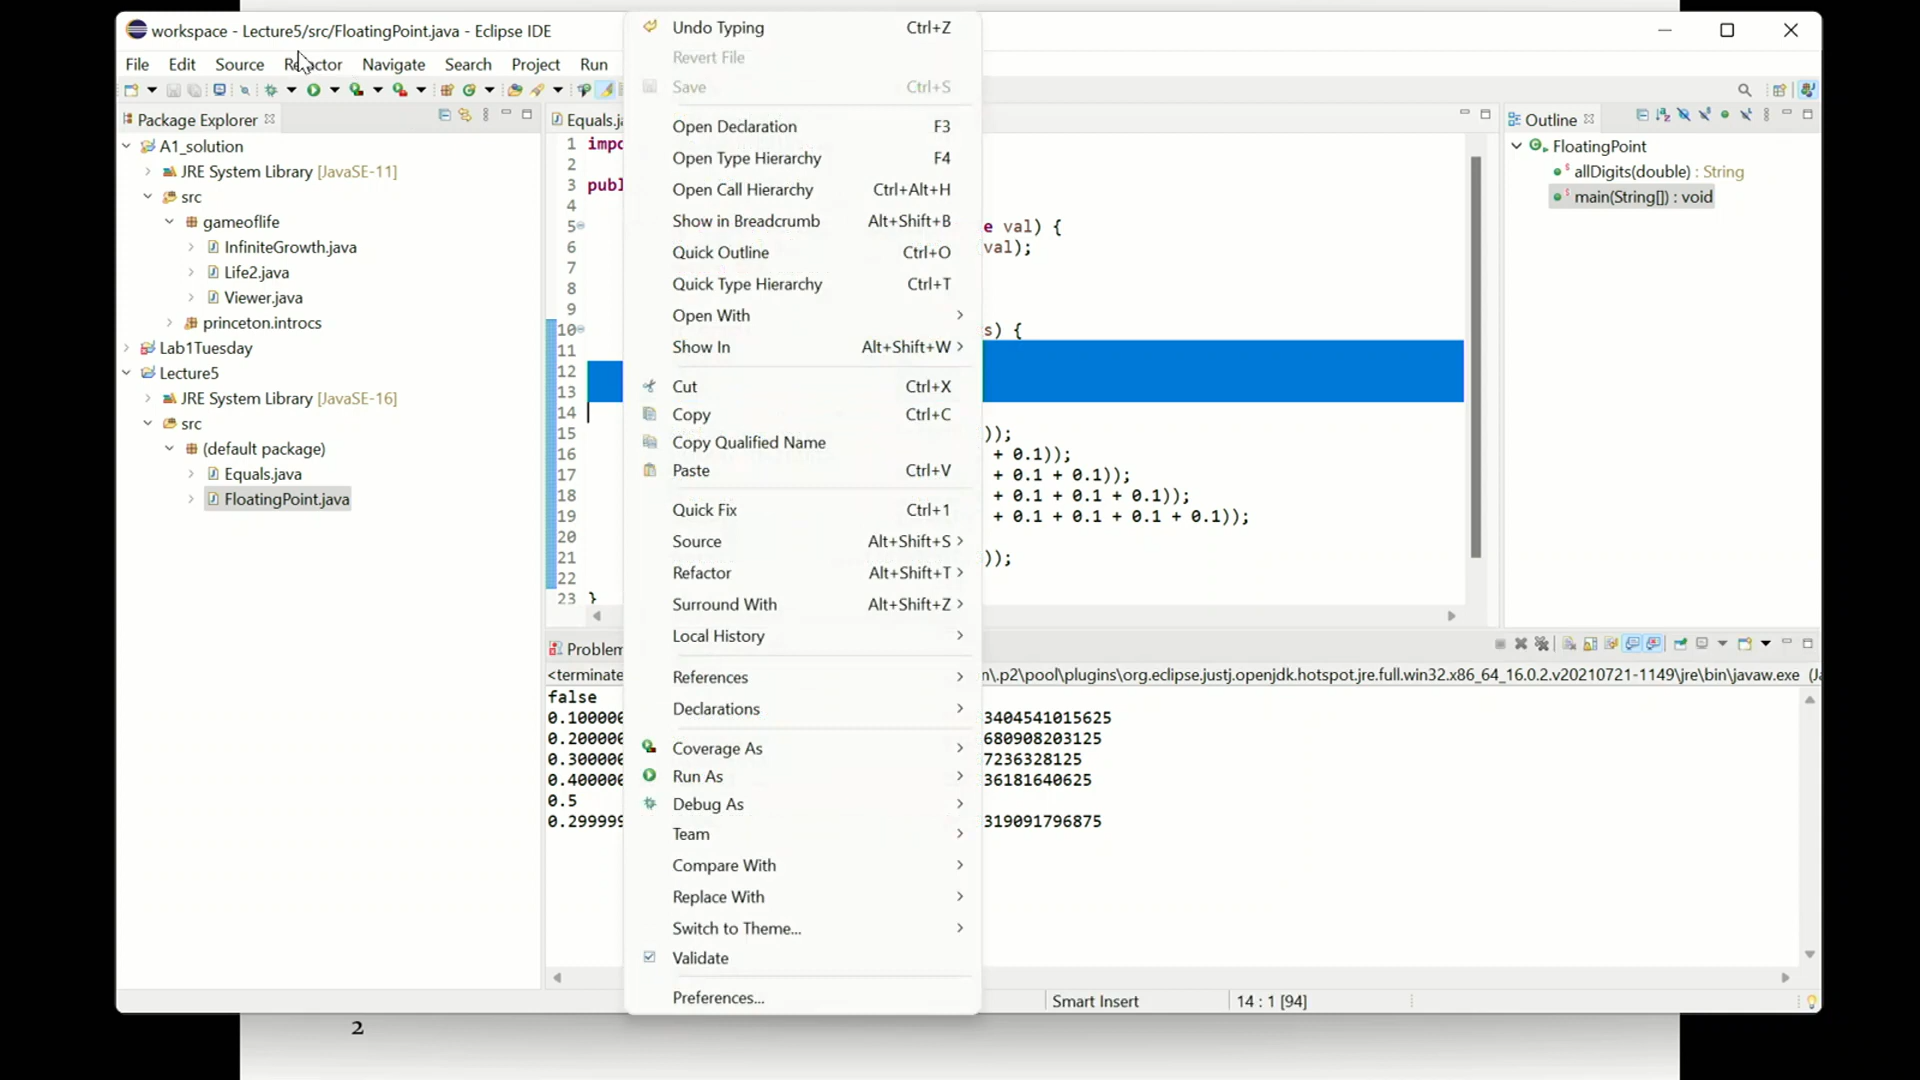 workspace - Lecture5/src/FloatingPoint.java - Eclipse IDE
File Edit Source Refactor Navigate Search Project Run
Package Explorer
A1_solution
JRE System Library [JavaSE-11]
src
gameoflife
InfiniteGrowth.java
Life2.java
Viewer.java
princeton.introcs
Lab1Tuesday
Lecture5
JRE System Library [JavaSE-16]
src
(default package)
Equals.java
FloatingPoint.java
Undo Typing Ctrl+Z
Revert File
Save Ctrl+S
Open Declaration F3
Open Type Hierarchy F4
Open Call Hierarchy Ctrl+Alt+H
Show in Breadcrumb Alt+Shift+B
Quick Outline Ctrl+O
Quick Type Hierarchy Ctrl+T
Open With
Show In Alt+Shift+W
Cut Ctrl+X
Copy Ctrl+C
Copy Qualified Name
Paste Ctrl+V
Quick Fix Ctrl+1
Source Alt+Shift+S
Refactor Alt+Shift+T
Surround With Alt+Shift+Z
Local History
References
Declarations
Coverage As
Run As
Debug As
Team
Compare With
Replace With
Switch to Theme...
Validate
Preferences...
Equals.j
1 impo
2
3 publ
4
5 e val) {
6 val);
7
8
9
10 s) {
11
12
13
14
15 ));
16 + 0.1));
17 + 0.1 + 0.1));
18 + 0.1 + 0.1 + 0.1));
19 + 0.1 + 0.1 + 0.1 + 0.1));
20
21 ));
22
23 }
Outline
FloatingPoint
allDigits(double) : String
main(String[]) : void
Problem
<terminate n\.p2\pool\plugins\org.eclipse.justj.openjdk.hotspot.jre.full.win32.x86_64_16.0.2.v20210721-1149\jre\bin\javaw.exe (Ja
false
0.100000 3404541015625
0.200000 680908203125
0.300000 7236328125
0.400000 36181640625
0.5
0.299999 319091796875
Smart Insert 14 : 1 [94]
2